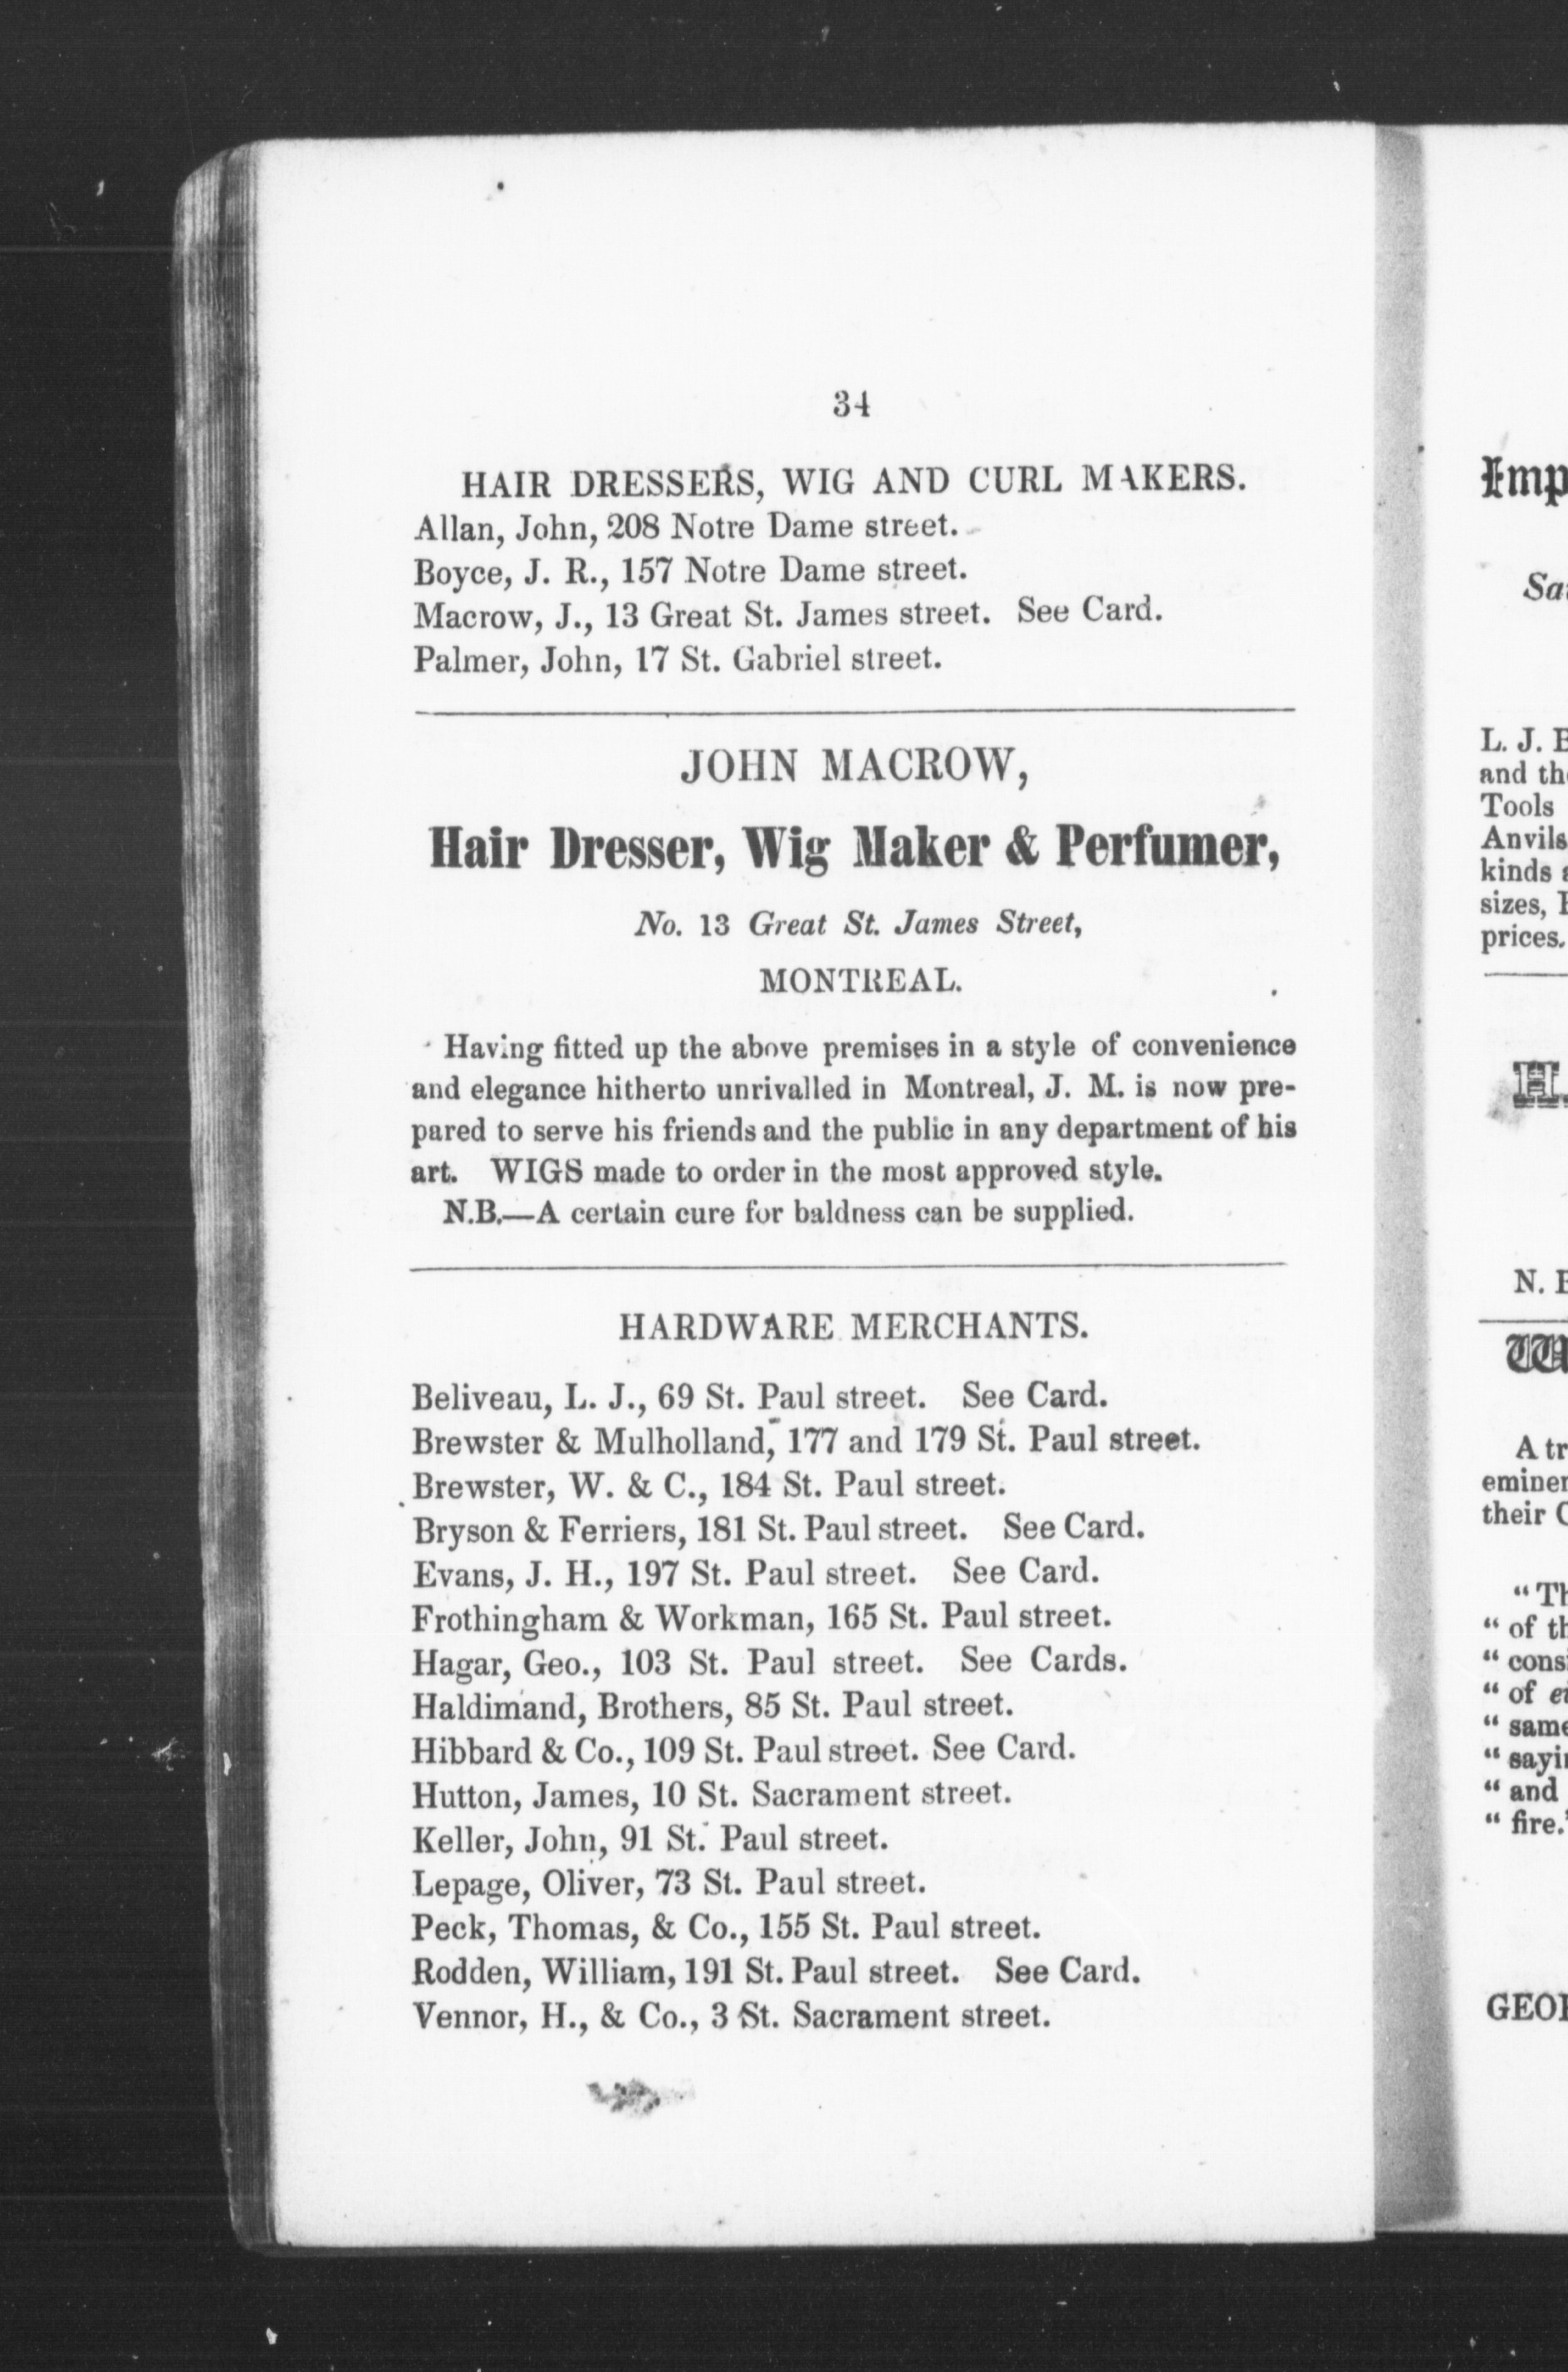 34
HAIR DRESSERS, WIG AND CURL MAKERS.
Allan, John, 208 Notre Dame street.
Boyce, J. R., 157 Notre Dame street.
Macrow, J., 13 Great St. James street. See Card.
Palmer, John, 17 St. Gabriel street.
JOHN MACROW,
Hair Dresser, Wig Maker & Perfumer,
No. 13 Great St. James Street,
MONTREAL.
Having fitted up the above premises in a style of convenience
and elegance hitherto unrivalled in Montreal, J. M. is now pre-
pared to serve his friends and the public in any department of his
art. WIGS made to order in the most approved style.
N.B.—A certain cure for baldness can be supplied.
HARDWARE MERCHANTS.
Beliveau, L. J., 69 St. Paul street. See Card.
Brewster & Mulholland, 177 and 179 St. Paul street.
Brewster, W. & C., 184 St. Paul street.
Bryson & Ferriers, 181 St. Paul street. See Card.
Evans, J. H., 197 St. Paul street. See Card.
Frothingham & Workman, 165 St. Paul street.
Hagar, Geo., 103 St. Paul street. See Cards.
Haldimand, Brothers, 85 St. Paul street.
Hibbard & Co., 109 St. Paul street. See Card.
Hutton, James, 10 St. Sacrament street.
Keller, John, 91 St. Paul street.
Lepage, Oliver, 73 St. Paul street.
Peck, Thomas, & Co., 155 St. Paul street.
Rodden, William, 191 St. Paul street. See Card.
Vennor, H., & Co., 3 St. Sacrament street.
L. J.
and
Tools
kinds
sizes,
prices.
H.
N.
A
their
"
" of
"
" of
"
"
" and
" fire.